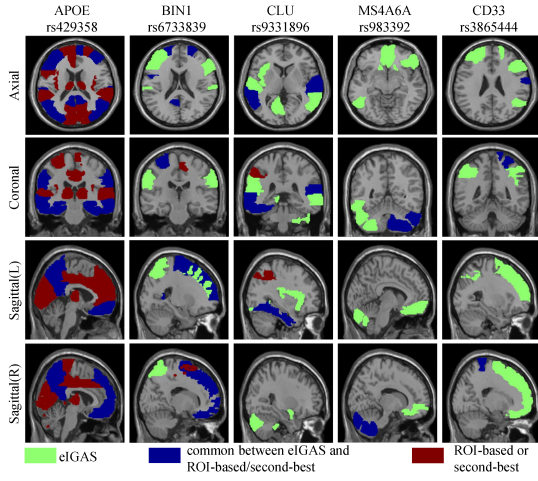 APOE BIN1 CLU MS4A6A CD33
rs429358 rs6733839 rs9331896 rs983392 rs3865444
Axial
Coronal
Sagittal(L)
Sagittal(R)
eIGAS
common between eIGAS and
ROI-based/second-best
ROI-based or
second-best